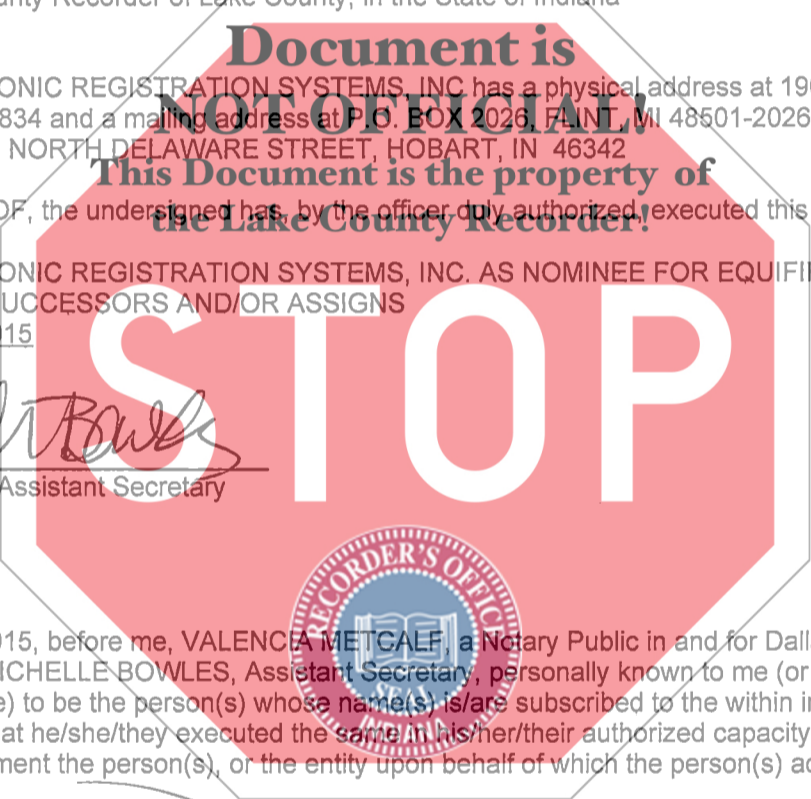 unty Recorder of Lake County, in the State of Indiana
Document is
ONIC REGISTRATION SYSTEMS, INC has a physical address at 190
NOT OFFICIAL!
834 and a mailing address at P.O. BOX 2026, FLINT, MI 48501-2026
NORTH DELAWARE STREET, HOBART, IN 46342
This Document is the property of
OF, the undersigned has, by the officer duly authorized, executed this
the Lake County Recorder!
ONIC REGISTRATION SYSTEMS, INC. AS NOMINEE FOR EQUIFI
UCCESSORS AND/OR ASSIGNS
015
STOP
Bowles
Assistant Secretary
RECORDER'S OFFICE
015, before me, VALENCIA METCALF, a Notary Public in and for Dall
ICHELLE BOWLES, Assistant Secretary, personally known to me (or
SEAL
e) to be the person(s) whose name(s) is/are subscribed to the within in
INDIANA
at he/she/they executed the same in his/her/their authorized capacity
ment the person(s), or the entity upon behalf of which the person(s) ac